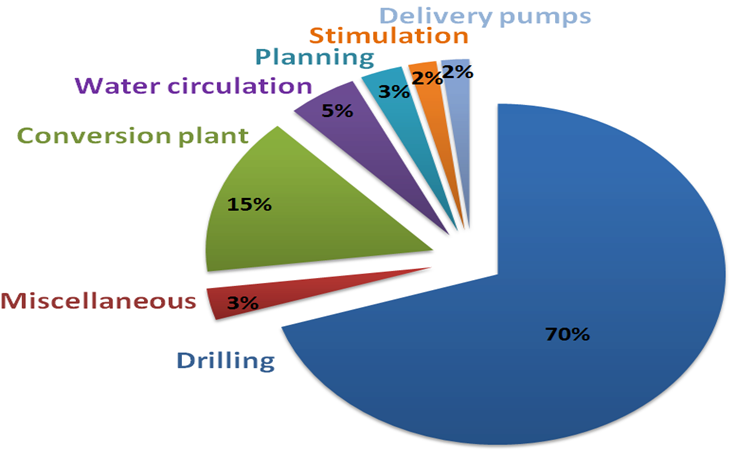 Delivery pumps
Stimulation
Planning
Water circulation
Conversion plant
Miscellaneous
Drilling
2%
2%
3%
5%
15%
3%
70%